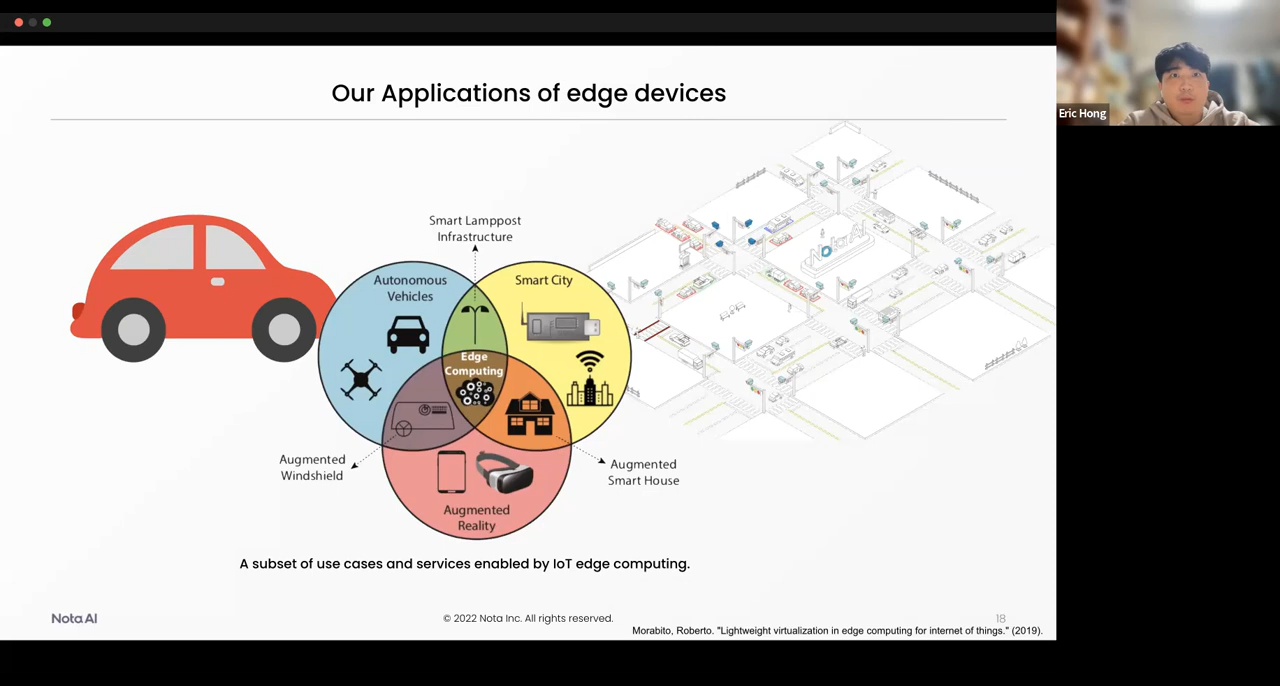 Our Applications of edge devices
Eric Hong
Smart Lamppost
Infrastructure
Autonomous
Vehicles
Smart City
Edge
Computing
Augmented
Windshield
Augmented
Smart House
Augmented
Reality
A subset of use cases and services enabled by IoT edge computing.
Nota AI
© 2022 Nota Inc. All rights reserved.
18
Morabito, Roberto. "Lightweight virtualization in edge computing for internet of things." (2019).